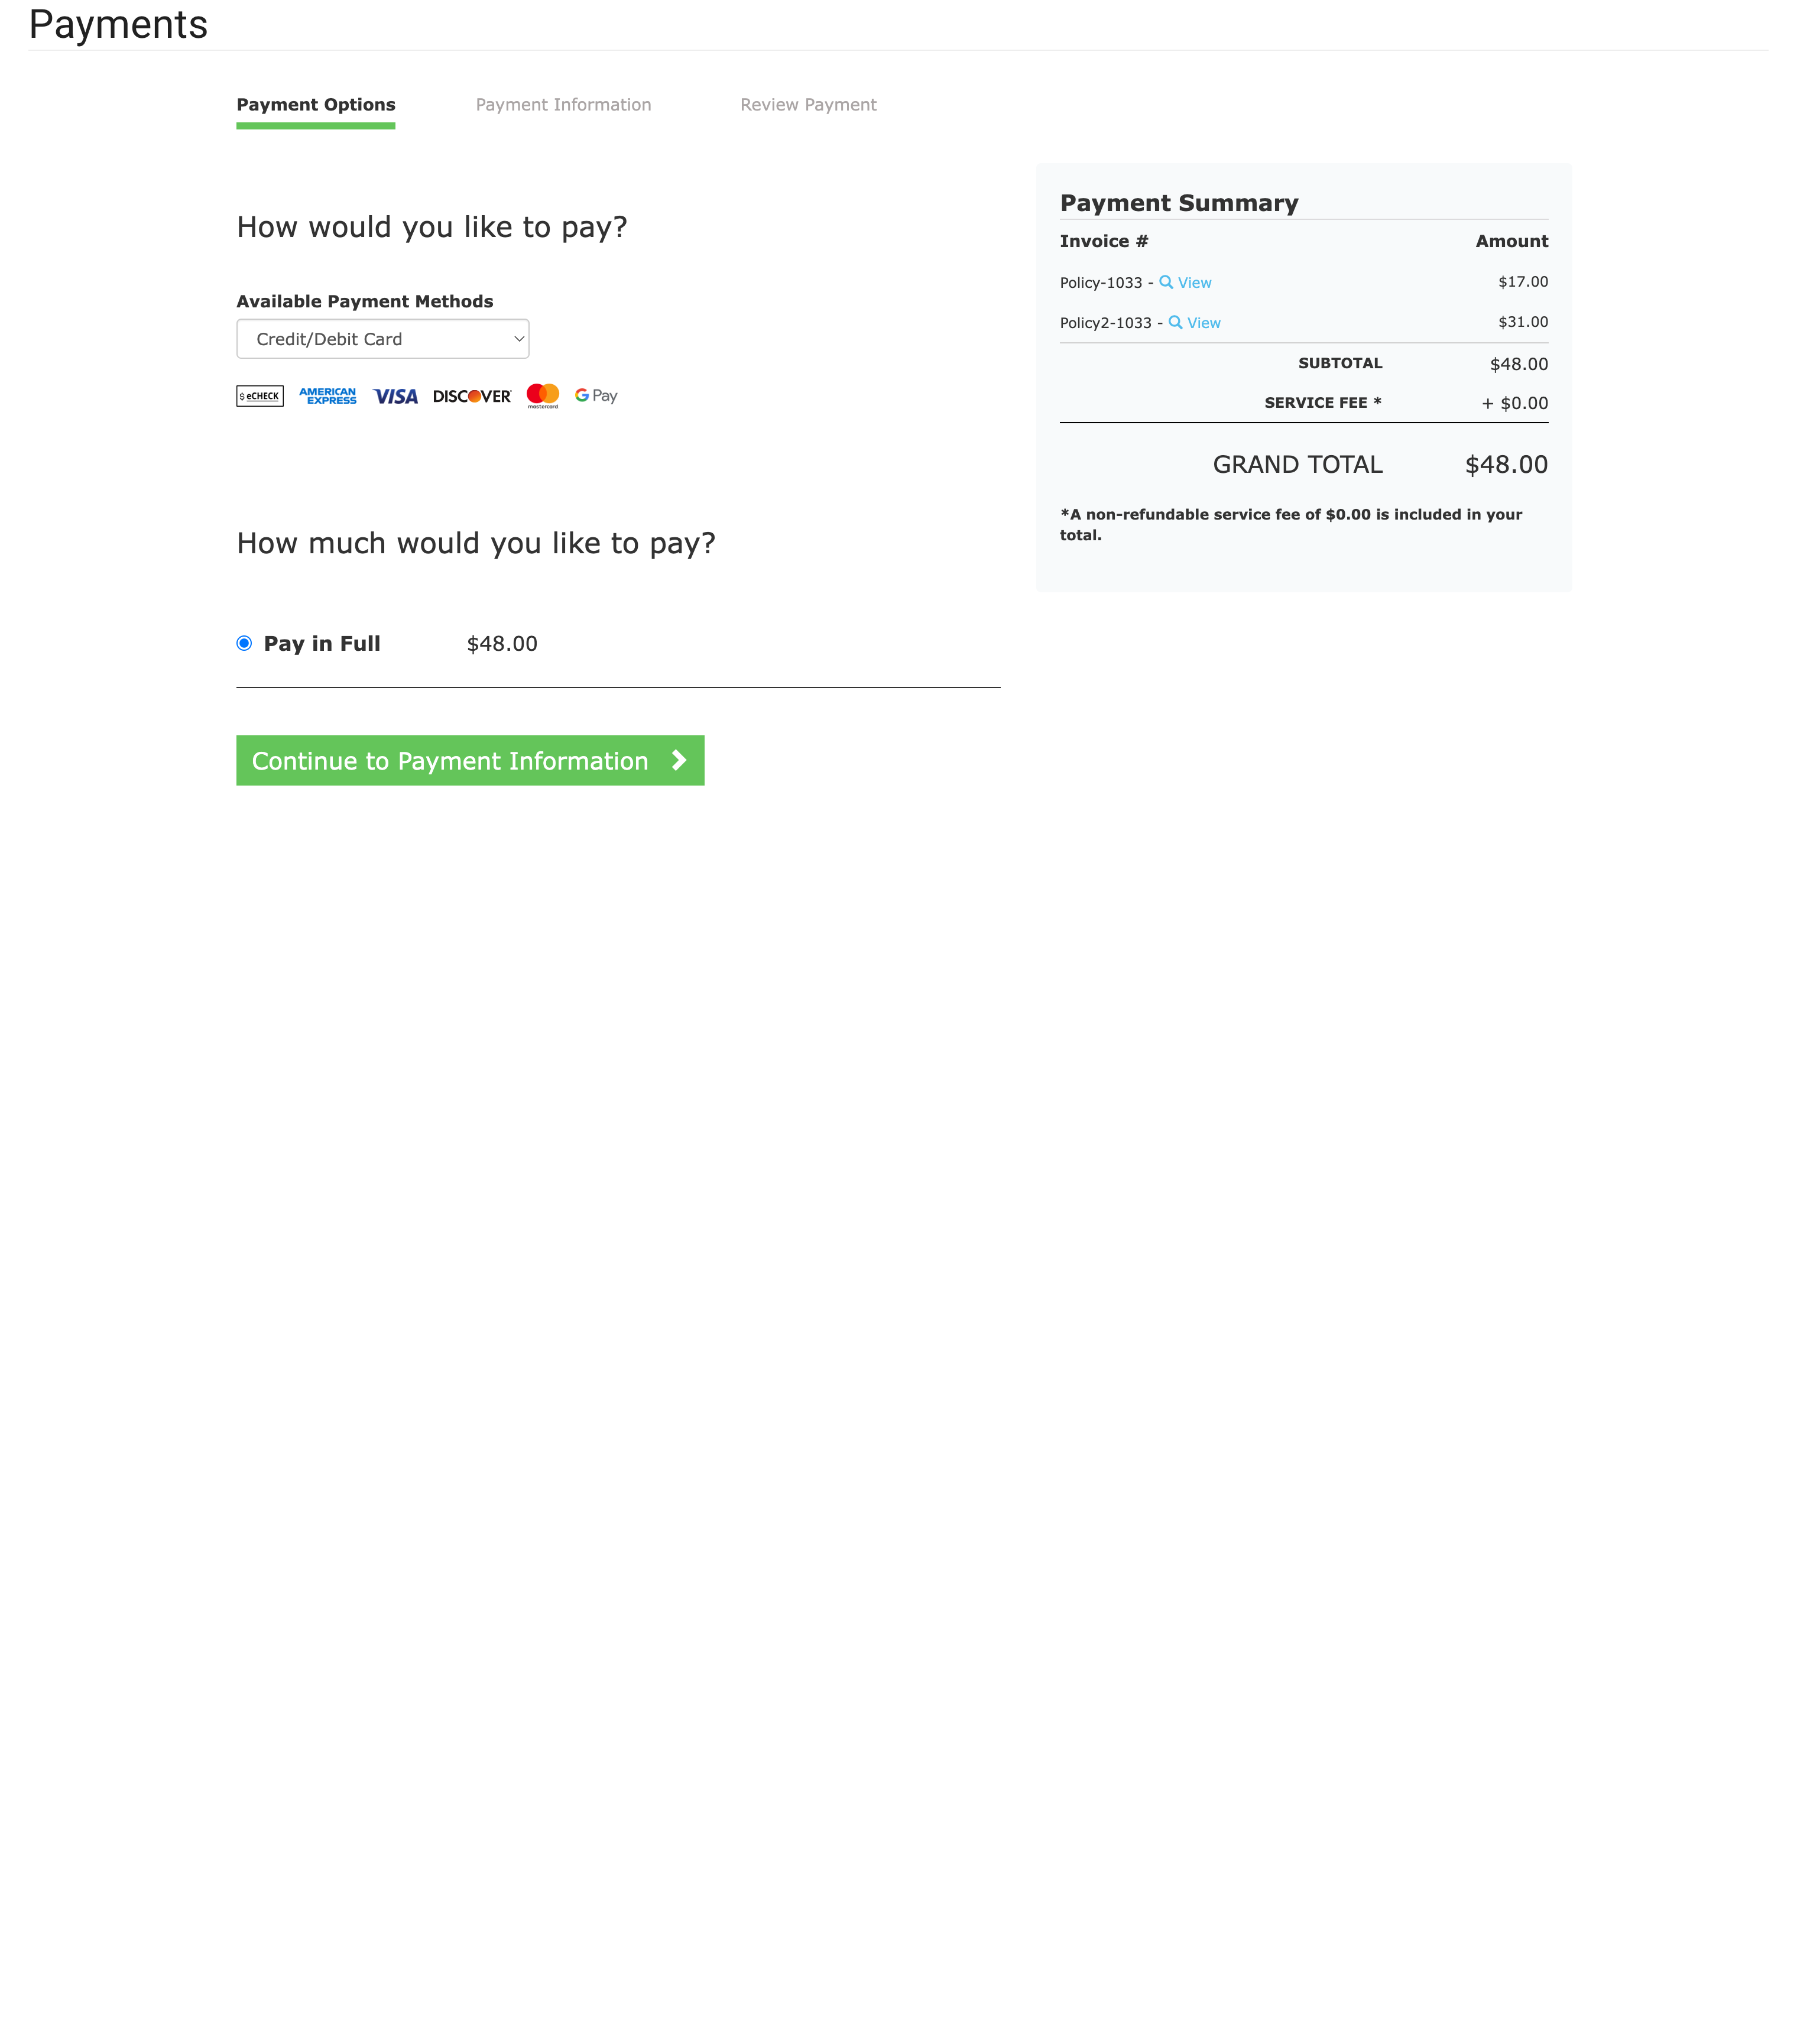 Payments
Payment Options Payment Information Review Payment
How would you like to pay?
Available Payment Methods
Credit/Debit Card
$ eCHECK AMERICAN EXPRESS VISA DISCOVER mastercard G Pay
How much would you like to pay?
Pay in Full $48.00
Continue to Payment Information
Payment Summary
Invoice # Amount
Policy-1033 - View $17.00
Policy2-1033 - View $31.00
SUBTOTAL $48.00
SERVICE FEE * + $0.00
GRAND TOTAL $48.00
*A non-refundable service fee of $0.00 is included in your
total.